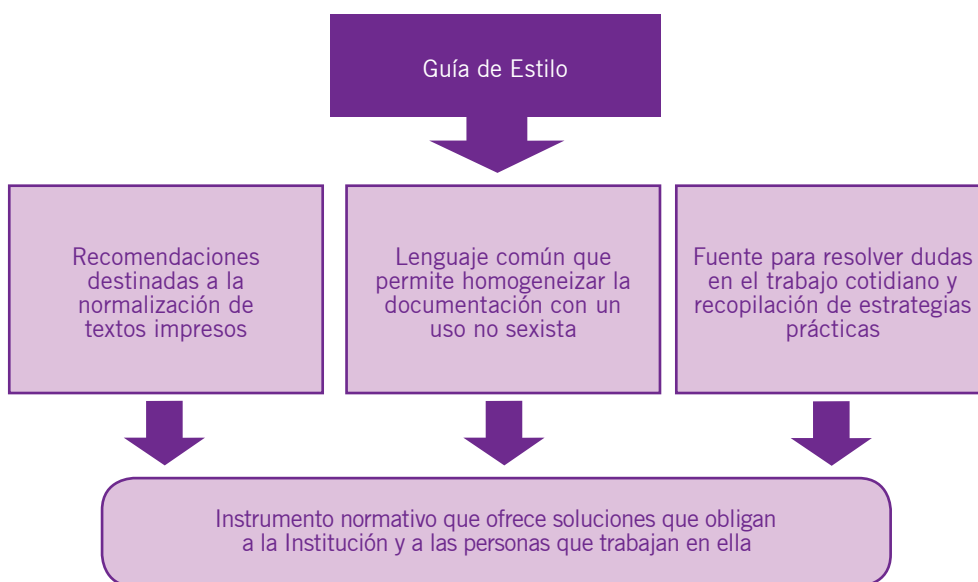 Guía de Estilo
Recomendaciones
destinadas a la
normalización de
textos impresos
Lenguaje común que
permite homogeneizar la
documentación con un
uso no sexista
Fuente para resolver dudas
en el trabajo cotidiano y
recopilación de estrategias
prácticas
Instrumento normativo que ofrece soluciones que obligan
a la Institución y a las personas que trabajan en ella